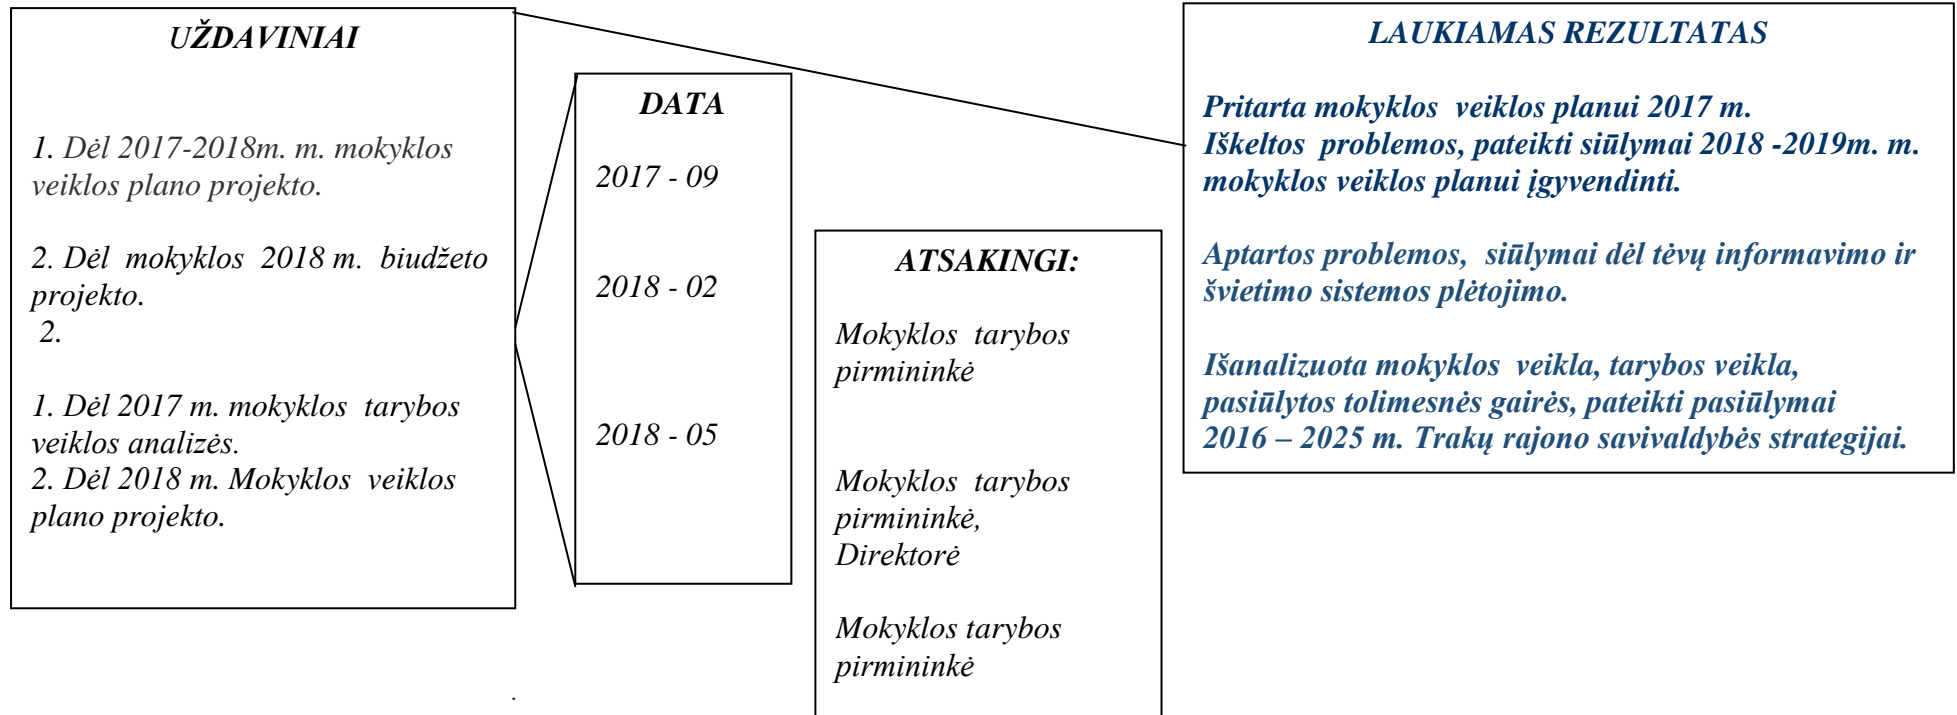 UŽDAVINIAI
1. Dėl 2017-2018m. m. mokyklos
veiklos plano projekto.
2. Dėl mokyklos 2018 m. biudžeto
projekto.
2.
1. Dėl 2017 m. mokyklos tarybos
veiklos analizės.
2. Dėl 2018 m. Mokyklos veiklos
plano projekto.
DATA
2017 - 09
2018 - 02
2018 - 05
ATSAKINGI:
Mokyklos tarybos
pirmininkė
Mokyklos tarybos
pirmininkė,
Direktorė
Mokyklos tarybos
pirmininkė
LAUKIAMAS REZULTATAS
Pritarta mokyklos veiklos planui 2017 m.
Iškeltos problemos, pateikti siūlymai 2018 -2019m. m.
mokyklos veiklos planui įgyvendinti.
Aptartos problemos, siūlymai dėl tėvų informavimo ir
švietimo sistemos plėtojimo.
Išanalizuota mokyklos veikla, tarybos veikla,
pasiūlytos tolimesnės gairės, pateikti pasiūlymai
2016 – 2025 m. Trakų rajono savivaldybės strategijai.
.